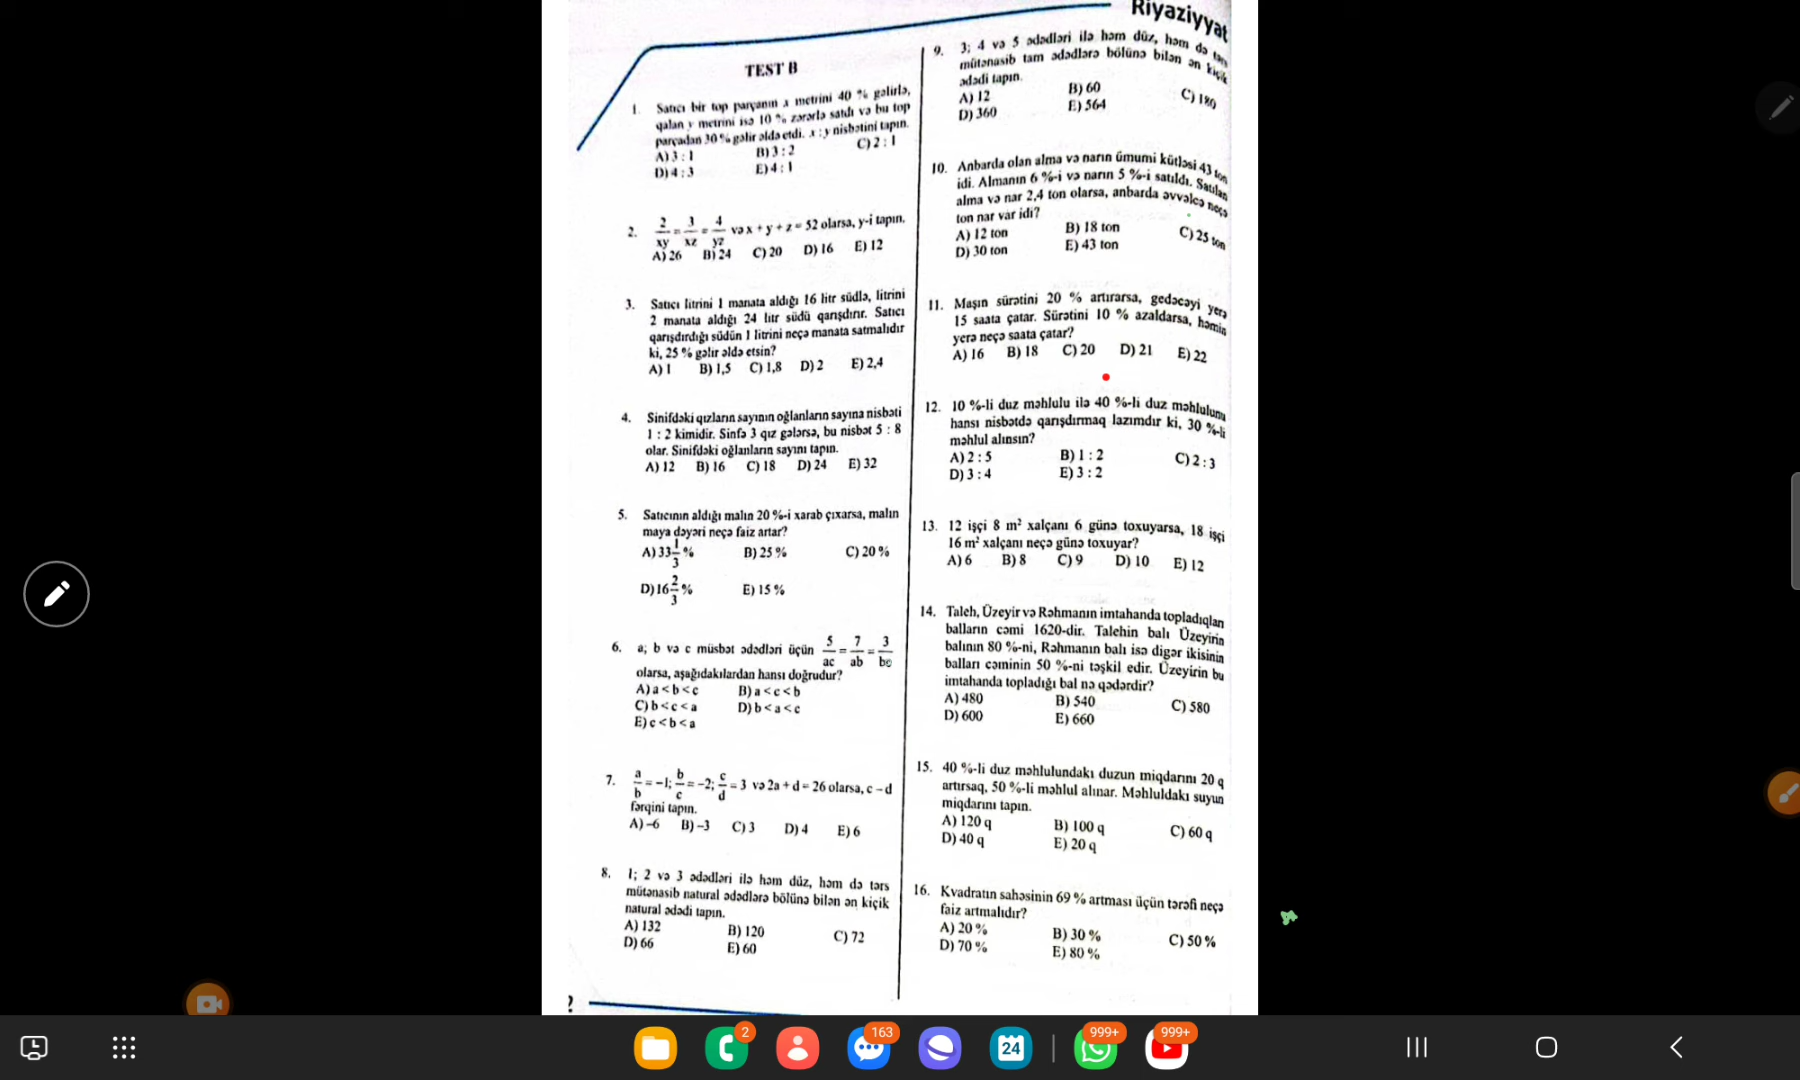 Riyaziyyat
TEST B
1. Satıcı bir top parçanın x metrini 40 % gəlirlə,
qalan y metrini isə 10 % zərərlə satdı və bu top
parçadan 30 % gəlir əldə etdi. x : y nisbətini tapın.
A) 3 : 1 B) 3 : 2 C) 2 : 1
D) 4 : 3 E) 4 : 1
2. 2/xy = 3/xz = 4/yz və x + y + z = 52 olarsa, y-i tapın.
A) 26 B) 24 C) 20 D) 16 E) 12
3. Satıcı litrini 1 manata aldığı 16 litr südlə, litrini
2 manata aldığı 24 litr südü qarışdırır. Satıcı
qarışdırdığı südün 1 litrini neçə manata satmalıdır
ki, 25 % gəlir əldə etsin?
A) 1 B) 1,5 C) 1,8 D) 2 E) 2,4
4. Sinifdəki qızların sayının oğlanların sayına nisbəti
1 : 2 kimidir. Sinfə 3 qız gələrsə, bu nisbət 5 : 8
olar. Sinifdəki oğlanların sayını tapın.
A) 12 B) 16 C) 18 D) 24 E) 32
5. Satıcının aldığı malın 20 %-i xarab çıxarsa, malın
maya dəyəri neçə faiz artar?
A) 33 1/3 % B) 25 % C) 20 %
D) 16 2/3 % E) 15 %
6. a; b və c müsbət ədədləri üçün 5/ac = 7/ab = 3/bc
olarsa, aşağıdakılardan hansı doğrudur?
A) a < b < c B) a < c < b
C) b < c < a D) b < a < c
E) c < b < a
7. a/b = –1; b/c = –2; c/d = 3 və 2a + d = 26 olarsa, c – d
fərqini tapın.
A) –6 B) –3 C) 3 D) 4 E) 6
8. 1; 2 və 3 ədədləri ilə həm düz, həm də tərs
mütənasib natural ədədlərə bölünə bilən ən kiçik
natural ədədi tapın.
A) 132 B) 120 C) 72
D) 66 E) 60
9. 3; 4 və 5 ədədləri ilə həm düz, həm də tərs
mütənasib tam ədədlərə bölünə bilən ən kiçik
ədədi tapın.
A) 12 B) 60 C) 180
D) 360 E) 564
10. Anbarda olan alma və narın ümumi kütləsi 43 ton
idi. Almanın 6 %-i və narın 5 %-i satıldı. Satılan
alma və nar 2,4 ton olarsa, anbarda əvvəlcə neçə
ton nar var idi?
A) 12 ton B) 18 ton C) 25 ton
D) 30 ton E) 43 ton
11. Maşın sürətini 20 % artırarsa, gedəcəyi yerə
15 saata çatar. Sürətini 10 % azaldarsa, həmin
yerə neçə saata çatar?
A) 16 B) 18 C) 20 D) 21 E) 22
12. 10 %-li duz məhlulu ilə 40 %-li duz məhlulunu
hansı nisbətdə qarışdırmaq lazımdır ki, 30 %-li
məhlul alınsın?
A) 2 : 5 B) 1 : 2 C) 2 : 3
D) 3 : 4 E) 3 : 2
13. 12 işçi 8 m² xalçanı 6 günə toxuyarsa, 18 işçi
16 m² xalçanı neçə günə toxuyar?
A) 6 B) 8 C) 9 D) 10 E) 12
14. Taleh, Üzeyir və Rəhmanın imtahanda topladıqları
balların cəmi 1620-dir. Talehin balı Üzeyirin
balının 80 %-ni, Rəhmanın balı isə digər ikisinin
balları cəminin 50 %-ni təşkil edir. Üzeyirin bu
imtahanda topladığı bal nə qədərdir?
A) 480 B) 540 C) 580
D) 600 E) 660
15. 40 %-li duz məhlulundakı duzun miqdarını 20 q
artırsaq, 50 %-li məhlul alınar. Məhluldakı suyun
miqdarını tapın.
A) 120 q B) 100 q C) 60 q
D) 40 q E) 20 q
16. Kvadratın sahəsinin 69 % artması üçün tərəfi neçə
faiz artmalıdır?
A) 20 % B) 30 % C) 50 %
D) 70 % E) 80 %
2
163
24
999+
999+